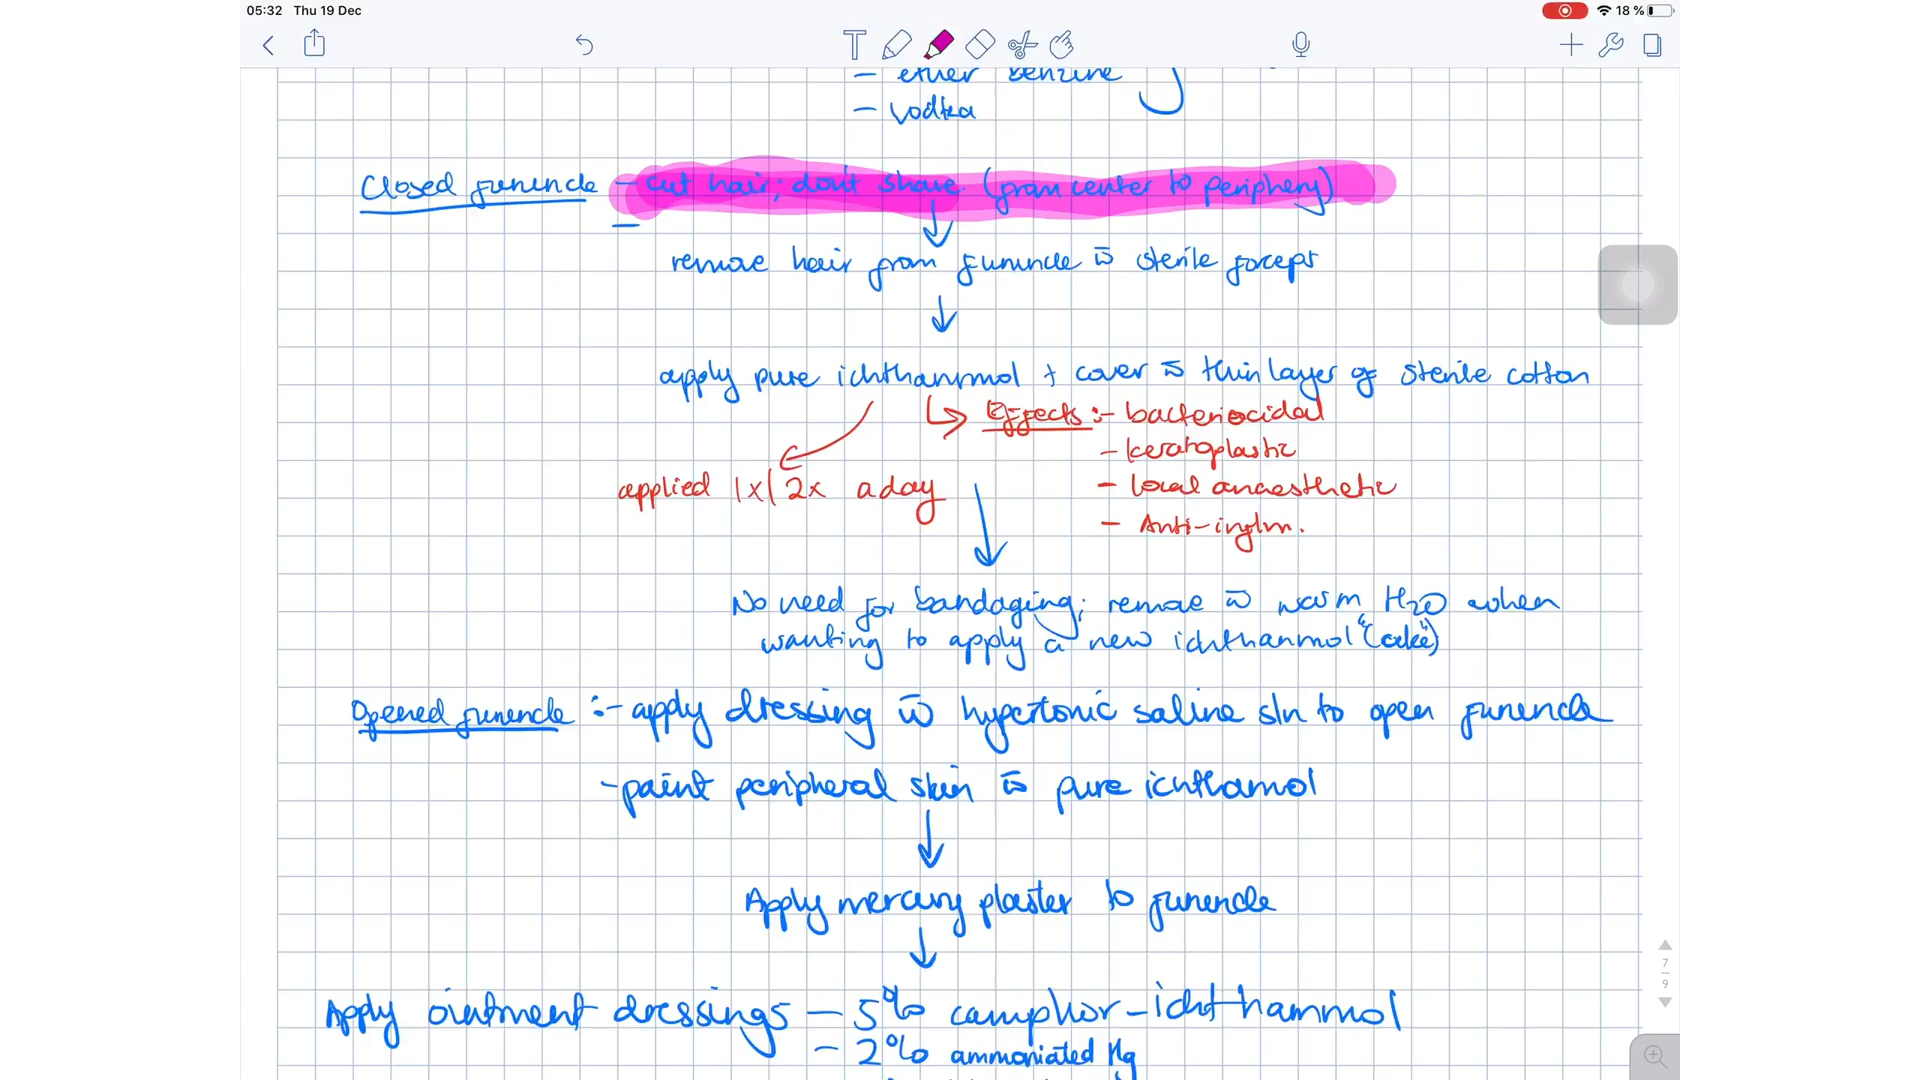 05:32 Thu 19 Dec 18 %
T
- ether benzine
- vodka
Closed furuncle - cut hair; don't shave (from center to periphery)
remove hair from furuncle w̄ sterile forceps
apply pure ichthammol + cover w̄ thin layer of sterile cotton
Effects :- bacteriocidal
- keratoplastic
applied 1x/2x a day - local anaesthetic
- Anti-inflm.
No need for bandaging; remove w̄ warm H2O when
wanting to apply a new ichthammol "(cake)"
Opened furuncle :- apply dressing w̄ hypertonic saline sln to open furuncle
- paint peripheral skin w̄ pure ichthamol
Apply mercury plaster to furuncle
Apply ointment dressings - 5% camphor-ichthammol
- 2% ammoniated Hg
7
9